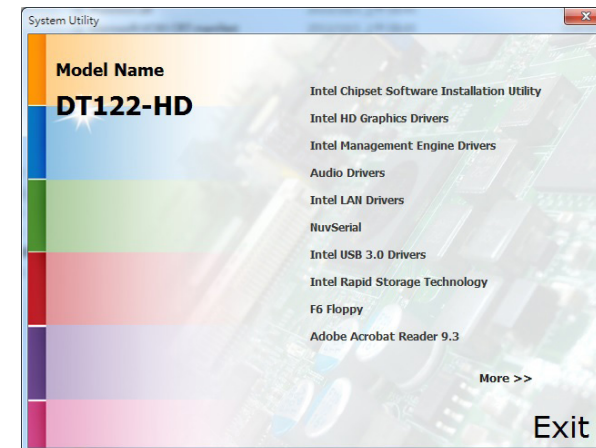 System Utility
Model Name
DT122-HD
Intel Chipset Software Installation Utility
Intel HD Graphics Drivers
Intel Management Engine Drivers
Audio Drivers
Intel LAN Drivers
NuvSerial
Intel USB 3.0 Drivers
Intel Rapid Storage Technology
F6 Floppy
Adobe Acrobat Reader 9.3
More >>
Exit